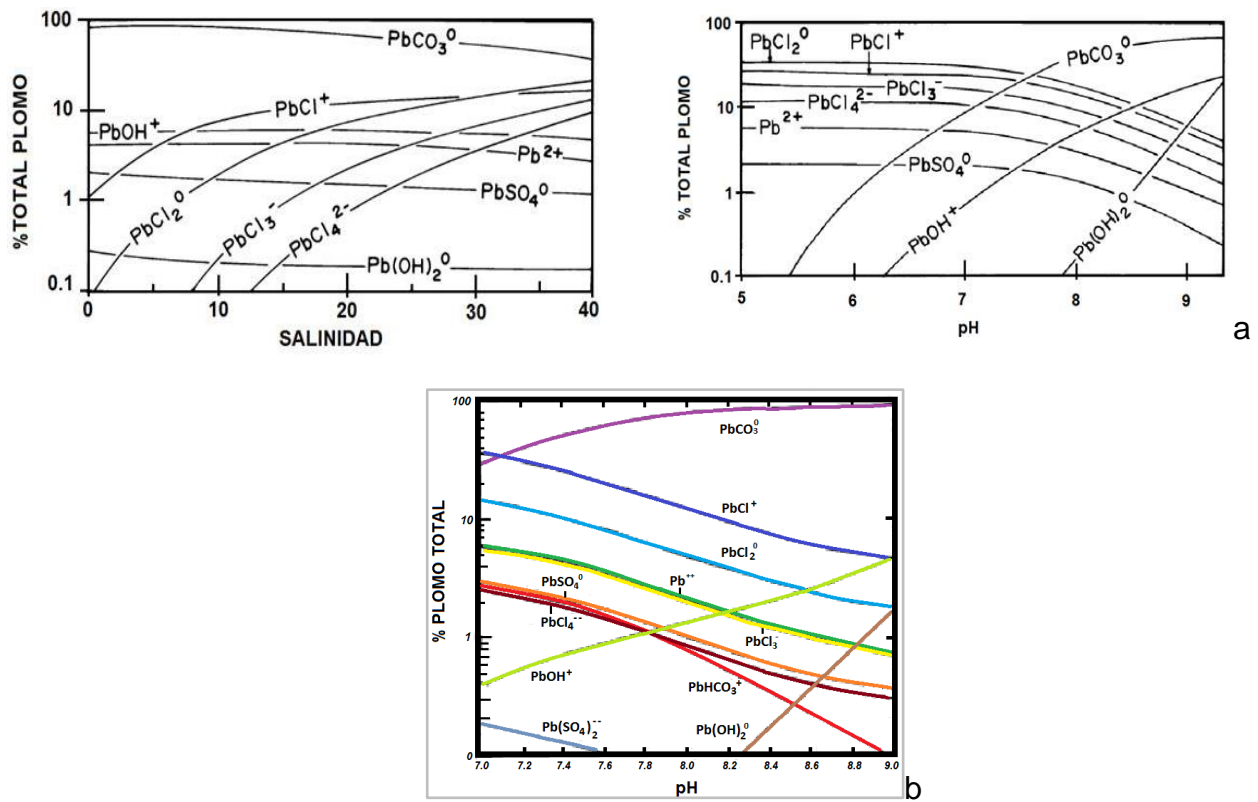 % TOTAL PLOMO
100
10
1
0.1
PbCO₃⁰
PbCl⁺
PbOH⁺
Pb²⁺
PbSO₄⁰
PbCl₂⁰
PbCl₃⁻
PbCl₄²⁻
Pb(OH)₂⁰
0 10 20 30 40
SALINIDAD
% TOTAL PLOMO
100
10
1
0.1
PbCl₂⁰ PbCl⁺ PbCO₃⁰
PbCl₃⁻
PbCl₄²⁻
Pb²⁺
PbSO₄⁰
PbOH⁺
Pb(OH)₂⁰
5 6 7 8 9
pH
a
% PLOMO TOTAL
100
10
1
0
PbCO₃⁰
PbCl⁺
PbCl₂⁰
PbSO₄⁰ Pb⁺⁺
PbCl₄⁻⁻
PbCl₃⁻
PbOH⁺
PbHCO₃⁺
Pb(SO₄)₂⁻⁻
Pb(OH)₂⁰
7.0 7.2 7.4 7.6 7.8 8.0 8.2 8.4 8.6 8.8 9.0
pH
b